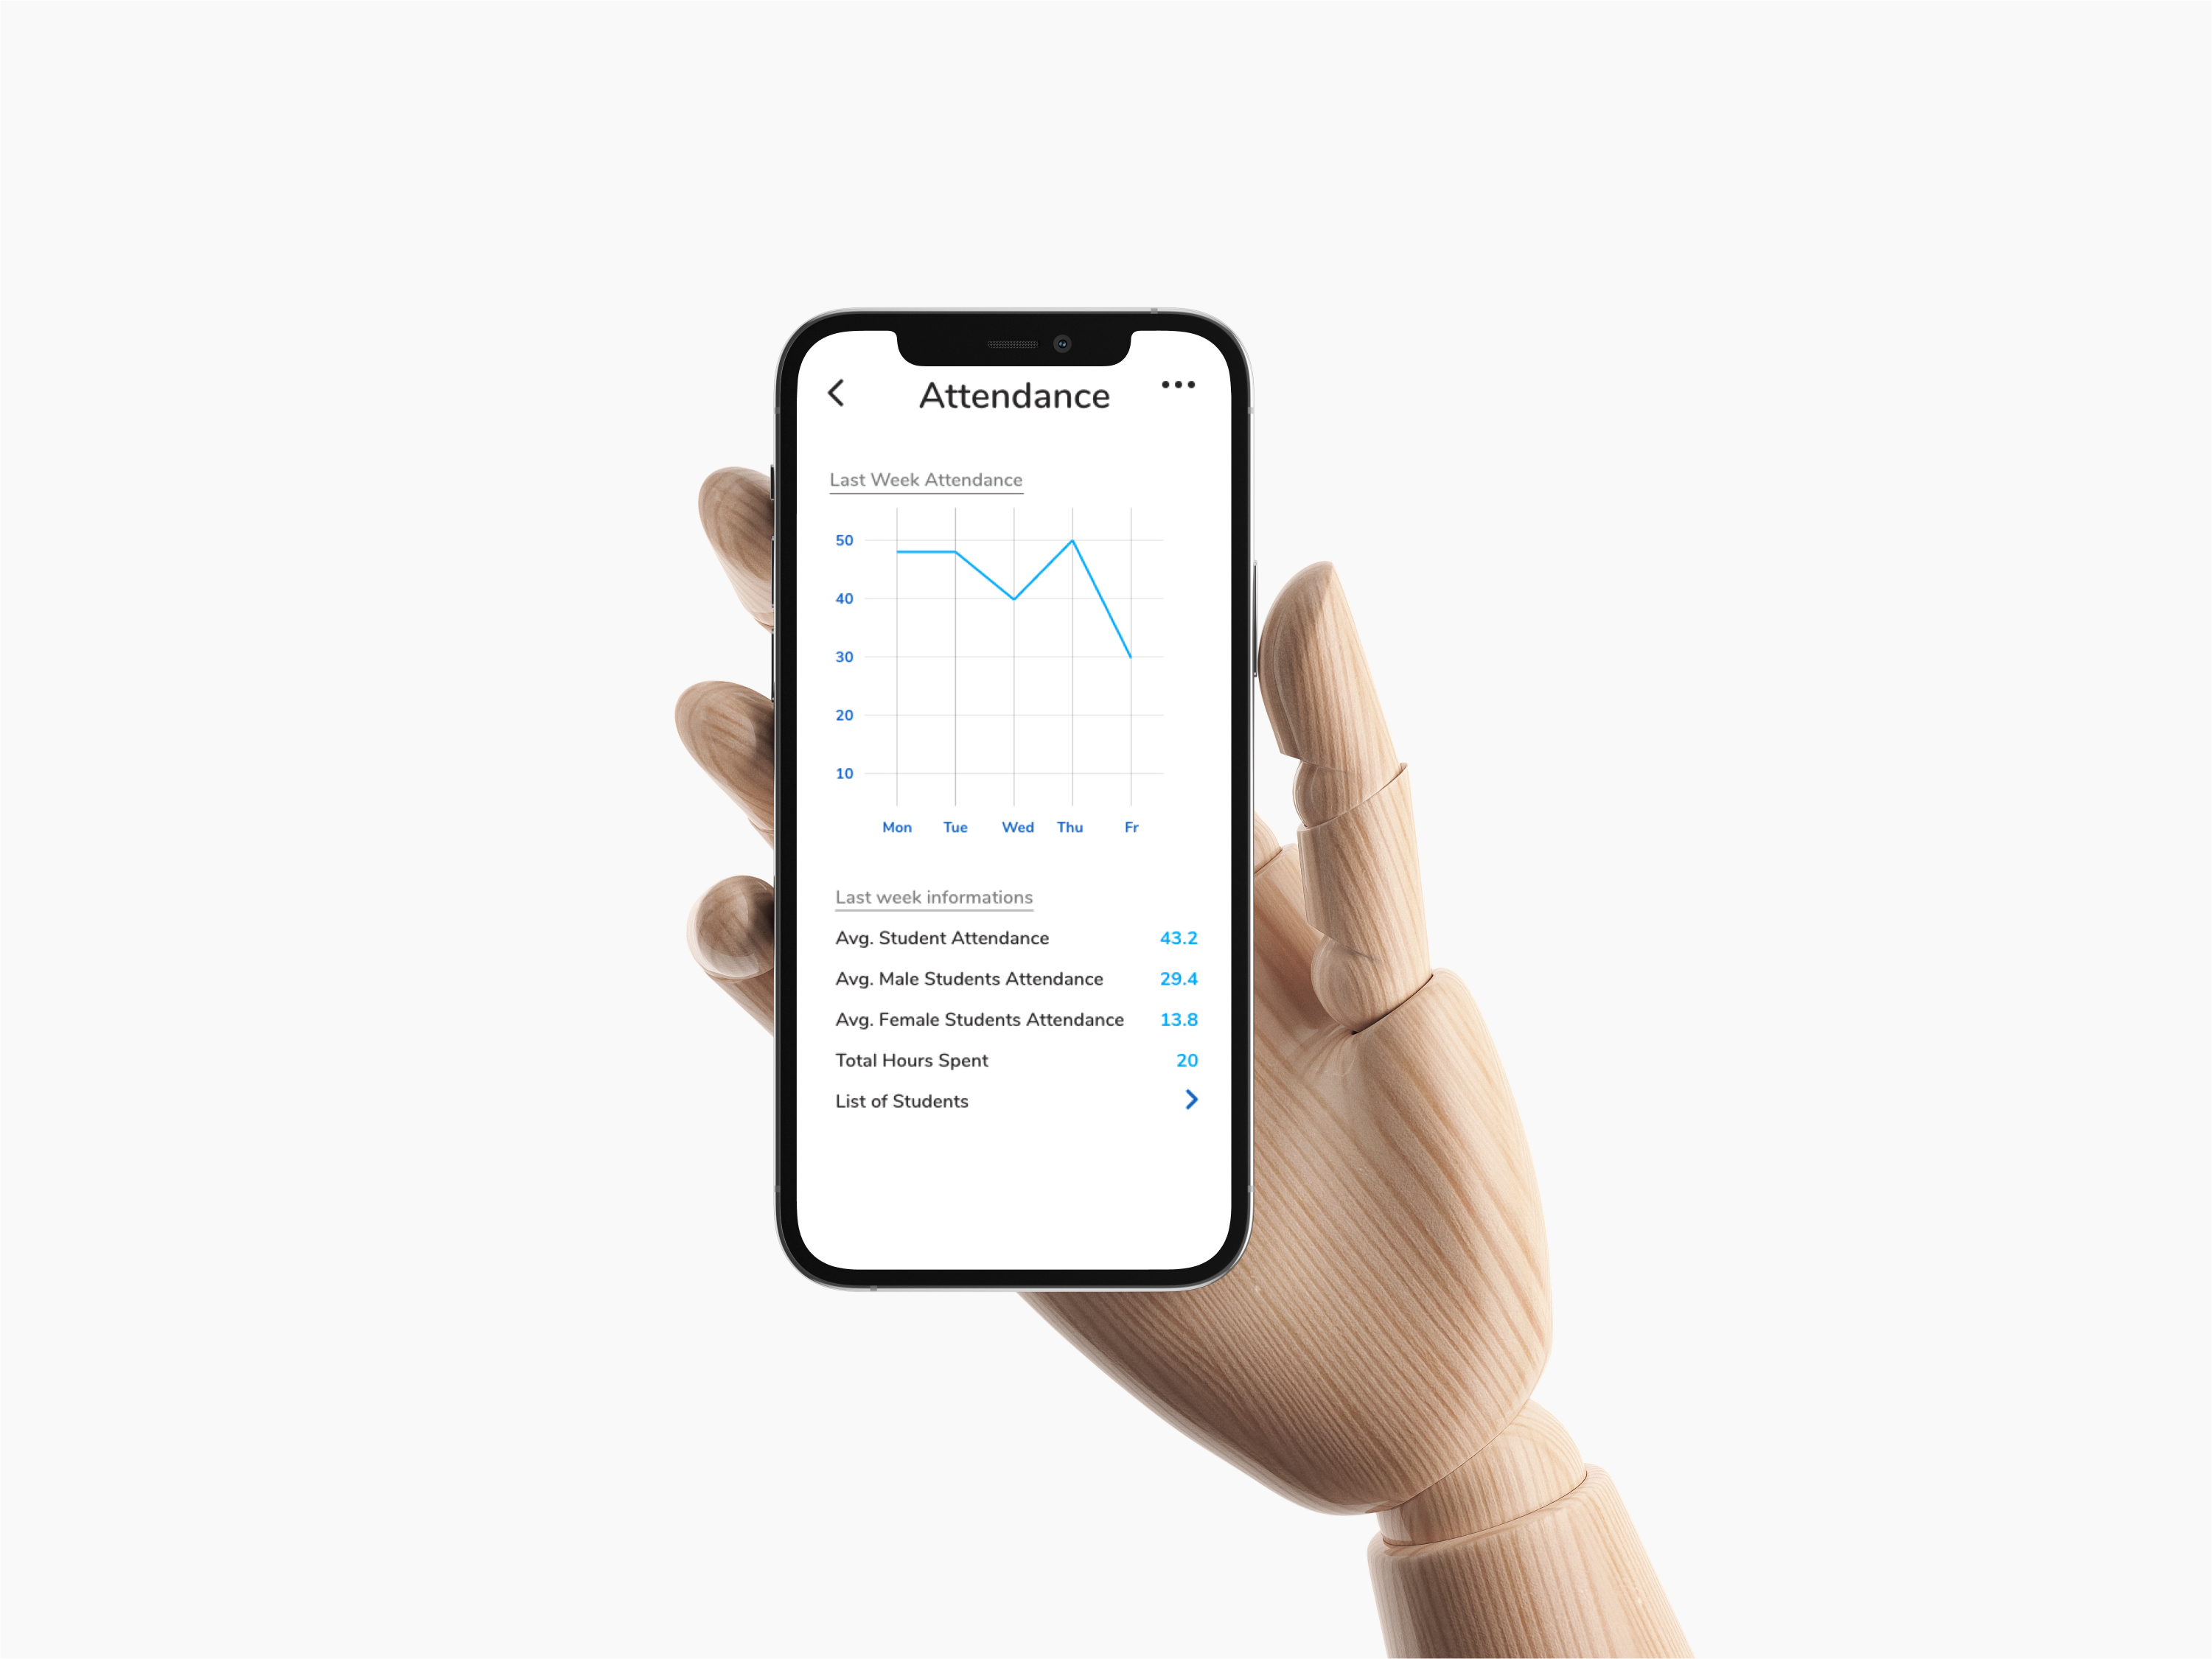 Attendance
Last Week Attendance
50
40
30
20
10
Mon Tue Wed Thu Fr
Last week informations
Avg. Student Attendance 43.2
Avg. Male Students Attendance 29.4
Avg. Female Students Attendance 13.8
Total Hours Spent 20
List of Students